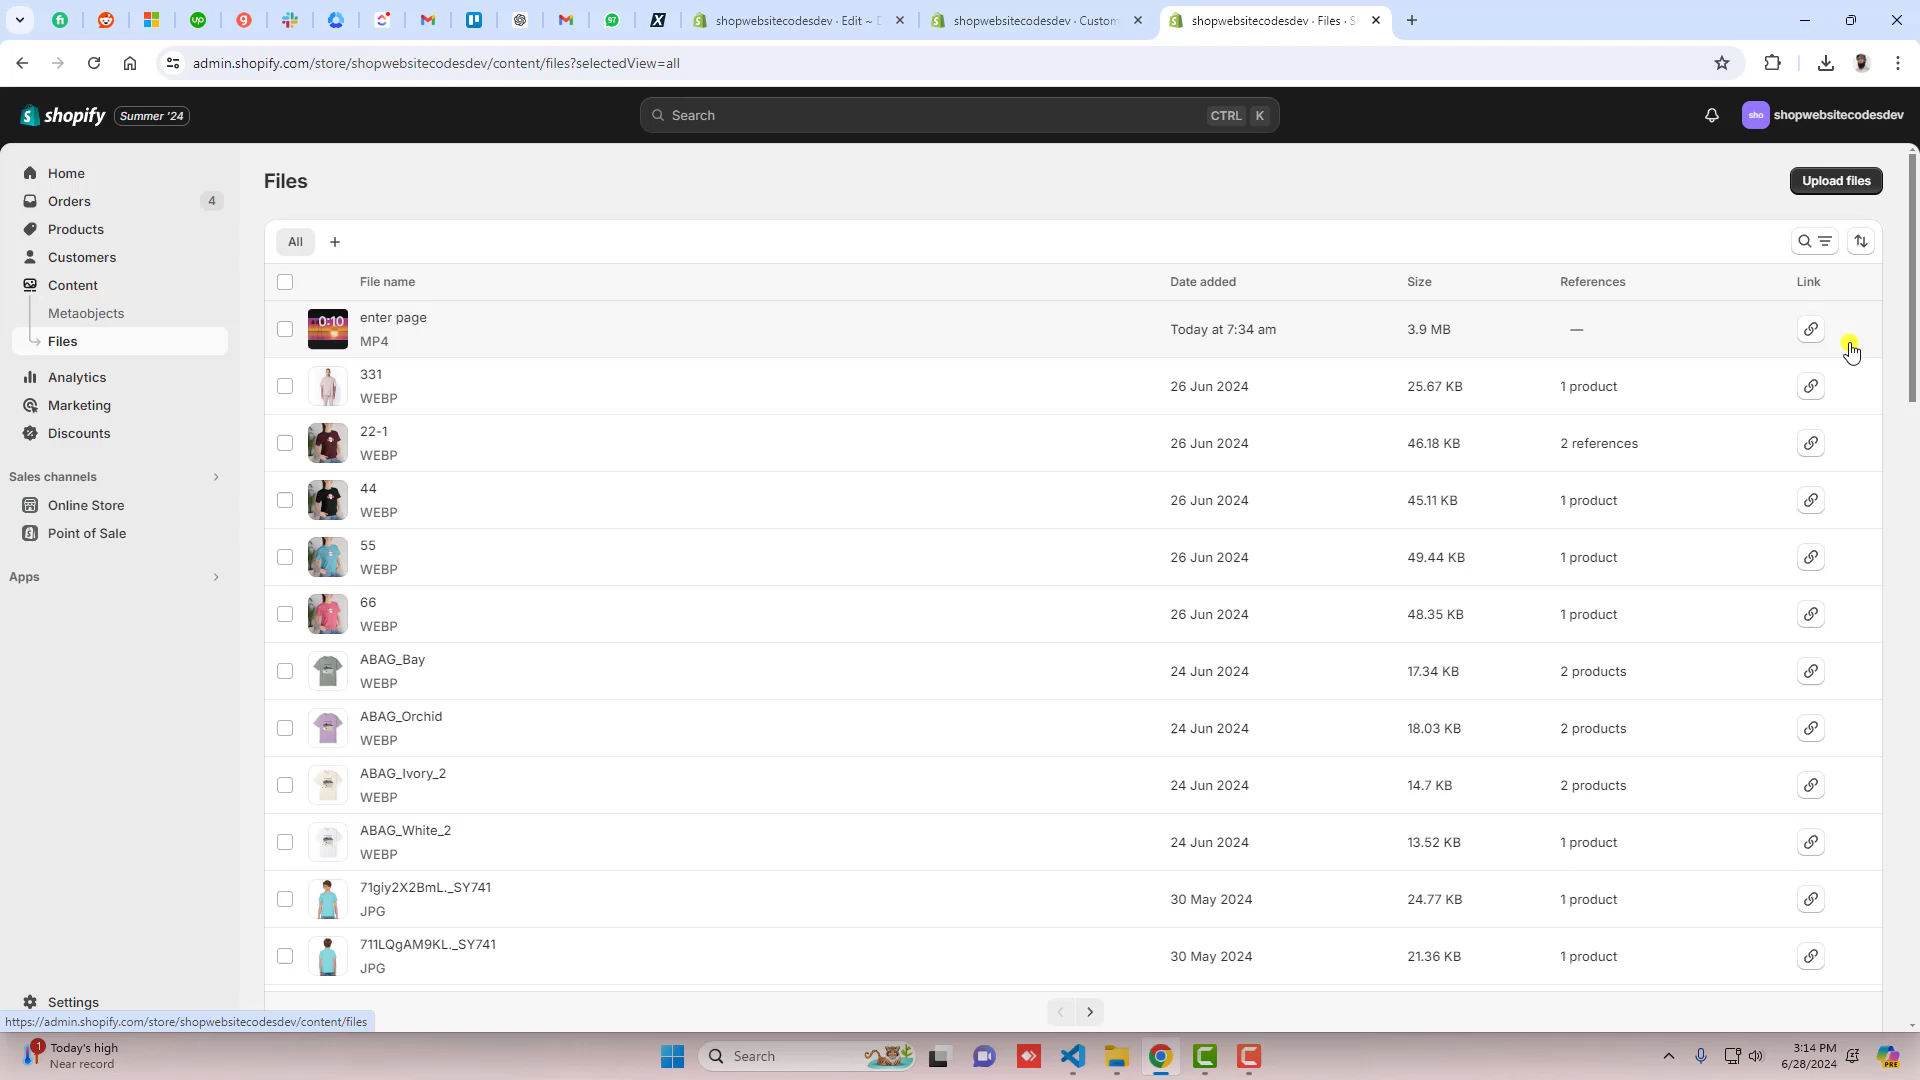 shopwebsitecodesdev · Edit ~ D
shopwebsitecodesdev · Custom
shopwebsitecodesdev · Files · S
admin.shopify.com/store/shopwebsitecodesdev/content/files?selectedView=all
shopify Summer '24
Search CTRL K
sho shopwebsitecodesdev
Home
Orders 4
Products
Customers
Content
Metaobjects
Files
Analytics
Marketing
Discounts
Sales channels
Online Store
Point of Sale
Apps
Settings
https://admin.shopify.com/store/shopwebsitecodesdev/content/files
Files
Upload files
All
File name Date added Size References Link
0:10
enter page
MP4
Today at 7:34 am 3.9 MB —
331
WEBP
26 Jun 2024 25.67 KB 1 product
22-1
WEBP
26 Jun 2024 46.18 KB 2 references
44
WEBP
26 Jun 2024 45.11 KB 1 product
55
WEBP
26 Jun 2024 49.44 KB 1 product
66
WEBP
26 Jun 2024 48.35 KB 1 product
ABAG_Bay
WEBP
24 Jun 2024 17.34 KB 2 products
ABAG_Orchid
WEBP
24 Jun 2024 18.03 KB 2 products
ABAG_Ivory_2
WEBP
24 Jun 2024 14.7 KB 2 products
ABAG_White_2
WEBP
24 Jun 2024 13.52 KB 1 product
71giy2X2BmL._SY741
JPG
30 May 2024 24.77 KB 1 product
711LQgAM9KL._SY741
JPG
30 May 2024 21.36 KB 1 product
1
Today's high
Near record
Search
3:14 PM
6/28/2024
PRE